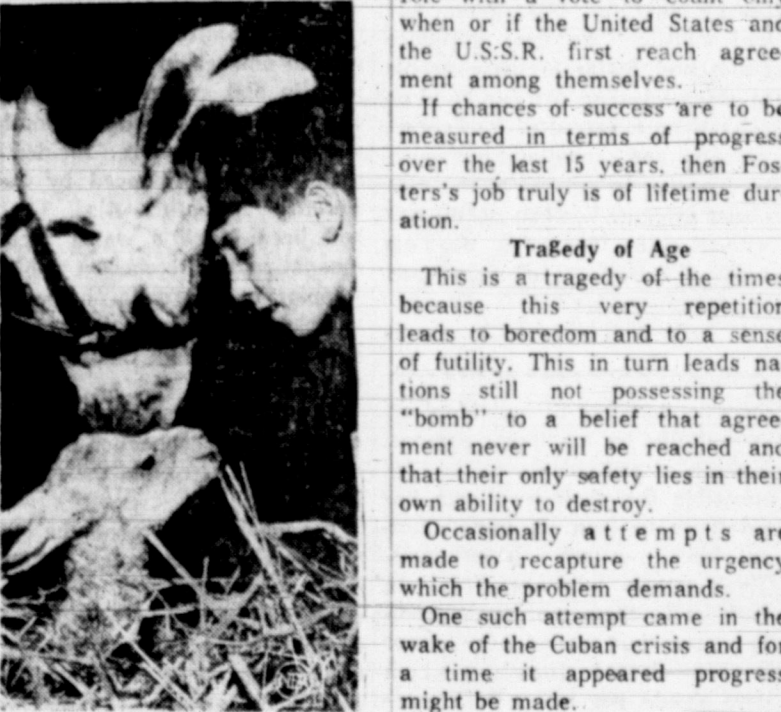 when or if the United States and
the U.S.S.R. first reach agree
ment among themselves.
If chances of success are to be
measured in terms of progress
over the last 15 years, then Fos
ters's job truly is of lifetime dur
ation.
Tragedy of Age
This is a tragedy of the times
because this very repetition
leads to boredom and to a sense
of futility. This in turn leads na
tions still not possessing the
"bomb" to a belief that agree
ment never will be reached and
that their only safety lies in their
own ability to destroy.
Occasionally attempts are
made to recapture the urgency
which the problem demands.
One such attempt came in the
wake of the Cuban crisis and for
a time it appeared progress
might be made.